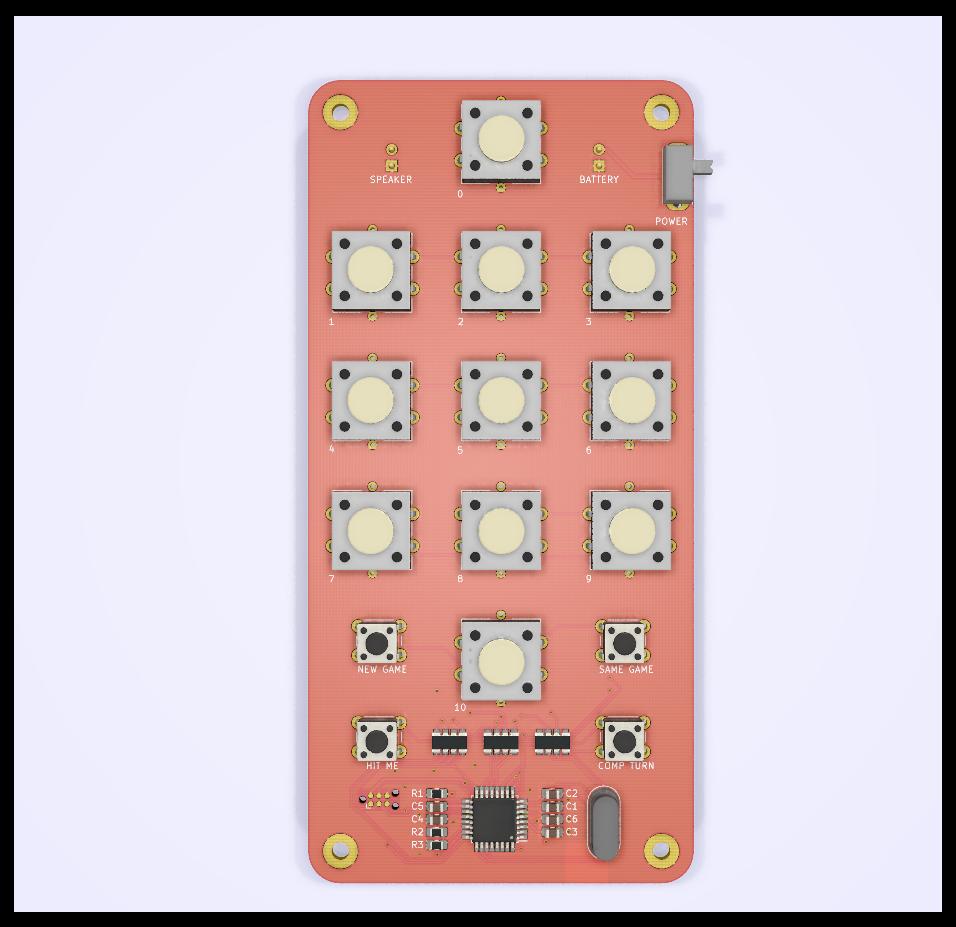 SPEAKER
0
BATTERY
POWER
1
2
3
4
5
6
7
8
9
NEW GAME
SAME GAME
10
HIT ME
COMP TURN
R1
C5
C4
R2
R3
C2
C1
C6
C3